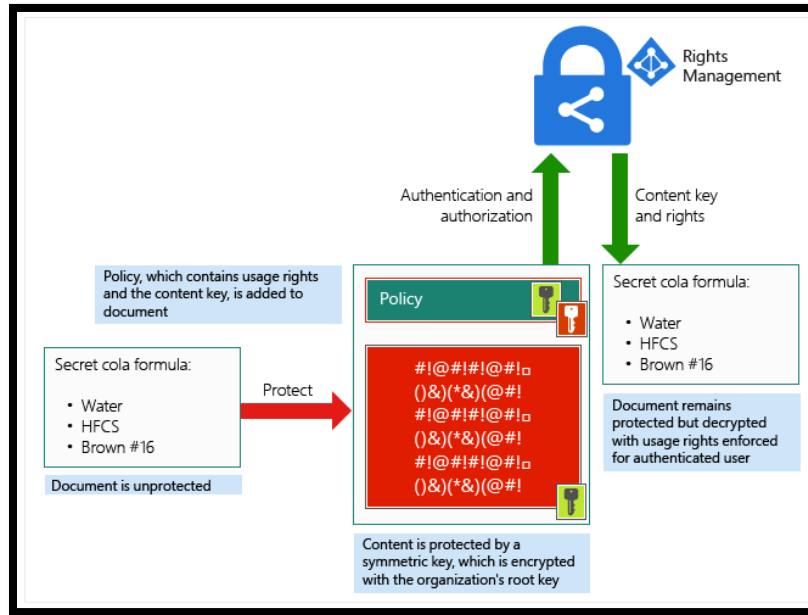 Rights
Management
Authentication and
authorization
Content key
and rights
Policy, which contains usage rights
and the content key, is added to
document
Policy
Secret cola formula:
• Water
• HFCS
• Brown #16
Document is unprotected
Protect
#!@#!#!@#!□
()&)(*&)(@#!
#!@#!#!@#!□
()&)(*&)(@#!
#!@#!#!@#!□
()&)(*&)(@#!
Content is protected by a
symmetric key, which is encrypted
with the organization's root key
Secret cola formula:
• Water
• HFCS
• Brown #16
Document remains
protected but decrypted
with usage rights enforced
for authenticated user